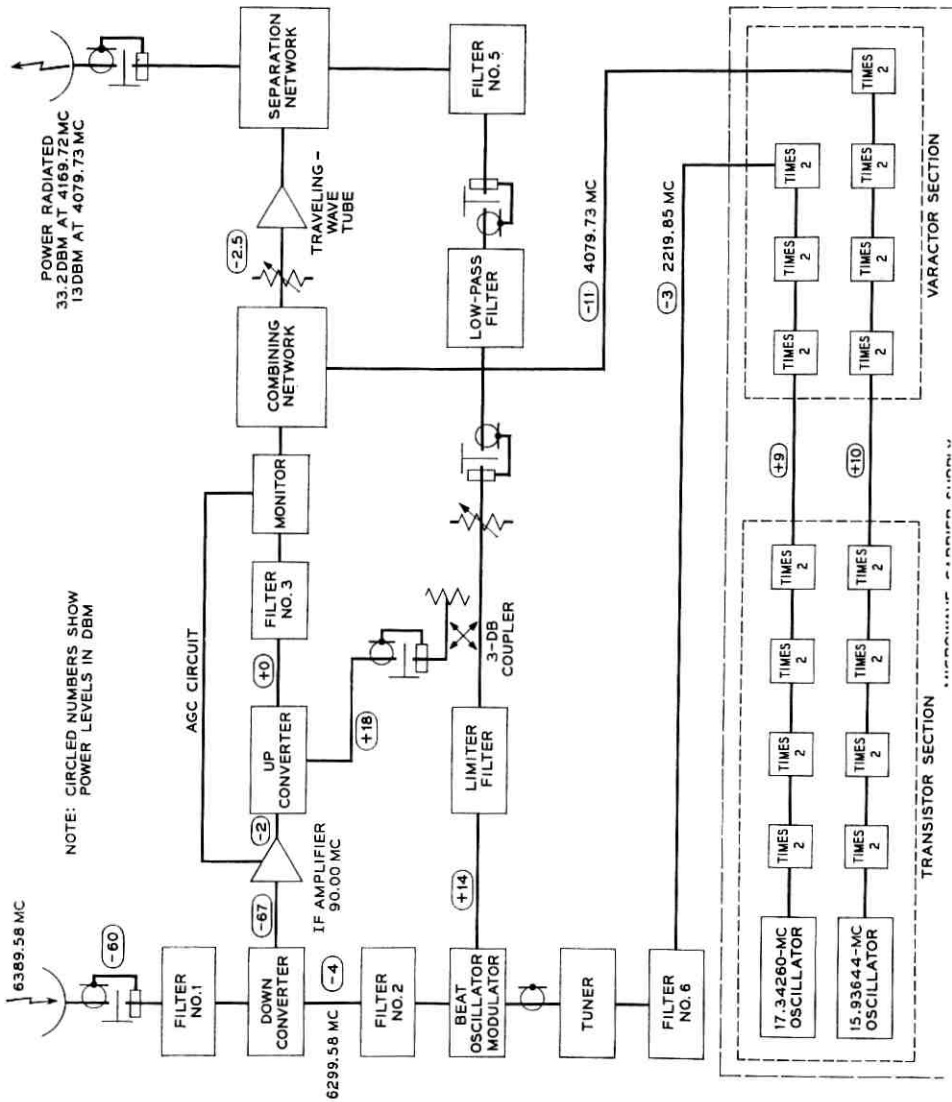 POWER RADIATED
33.2 DBM AT 4169.72 MC
13 DBM AT 4079.73 MC
NOTE: CIRCLED NUMBERS SHOW
POWER LEVELS IN DBM
6389.58 MC
-60
FILTER
NO. 1
DOWN
CONVERTER
-67
IF AMPLIFIER
90.00 MC
-2
UP
CONVERTER
+0
FILTER
NO. 3
MONITOR
AGC CIRCUIT
COMBINING
NETWORK
-2.5
TRAVELING-
WAVE
TUBE
SEPARATION
NETWORK
-4
6299.58 MC
FILTER
NO. 2
+18
BEAT
OSCILLATOR
MODULATOR
+14
LIMITER
FILTER
3-DB
COUPLER
LOW-PASS
FILTER
FILTER
NO. 5
TUNER
FILTER
NO. 6
-11 4079.73 MC
-3 2219.85 MC
17.34260-MC
OSCILLATOR
TIMES
2
TIMES
2
TIMES
2
TIMES
2
+9
TIMES
2
TIMES
2
TIMES
2
15.93644-MC
OSCILLATOR
TIMES
2
TIMES
2
TIMES
2
TIMES
2
+10
TIMES
2
TIMES
2
TIMES
2
TIMES
2
TRANSISTOR SECTION
VARACTOR SECTION